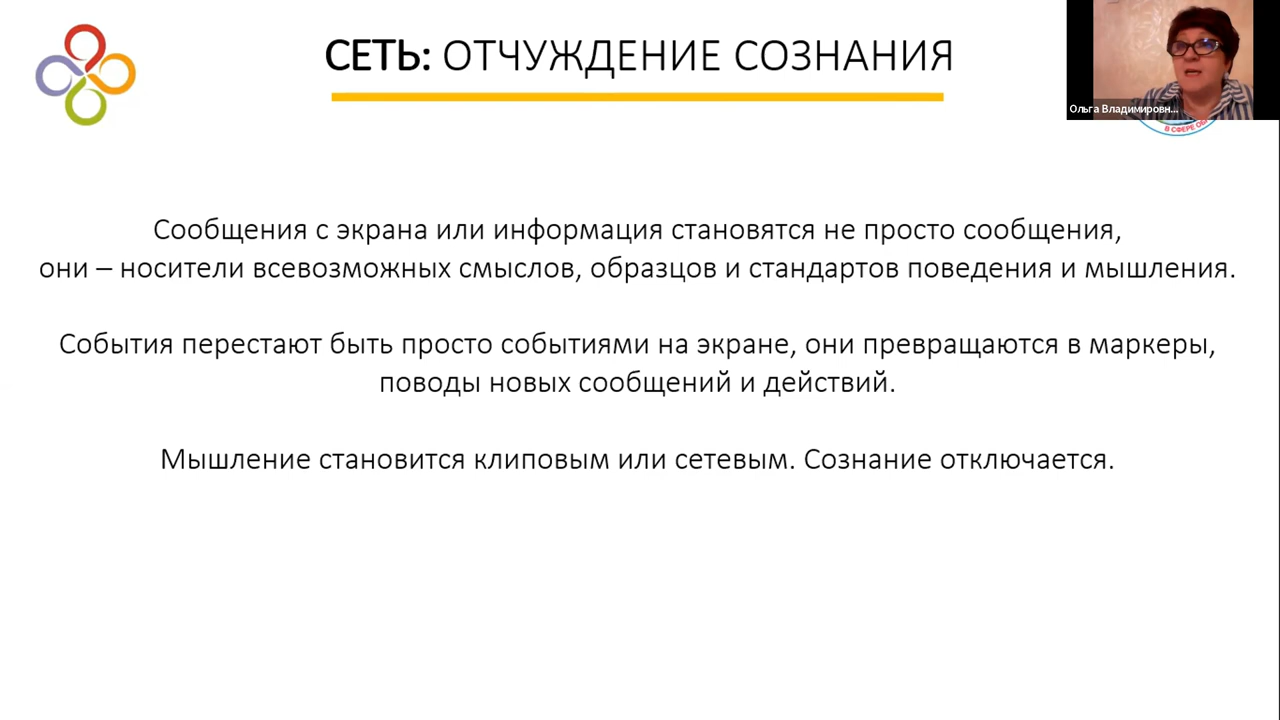 СЕТЬ: ОТЧУЖДЕНИЕ СОЗНАНИЯ
Ольга Владимировн...
В СФЕРЕ
Сообщения с экрана или информация становятся не просто сообщения,
они – носители всевозможных смыслов, образцов и стандартов поведения и мышления.
События перестают быть просто событиями на экране, они превращаются в маркеры,
поводы новых сообщений и действий.
Мышление становится клиповым или сетевым. Сознание отключается.